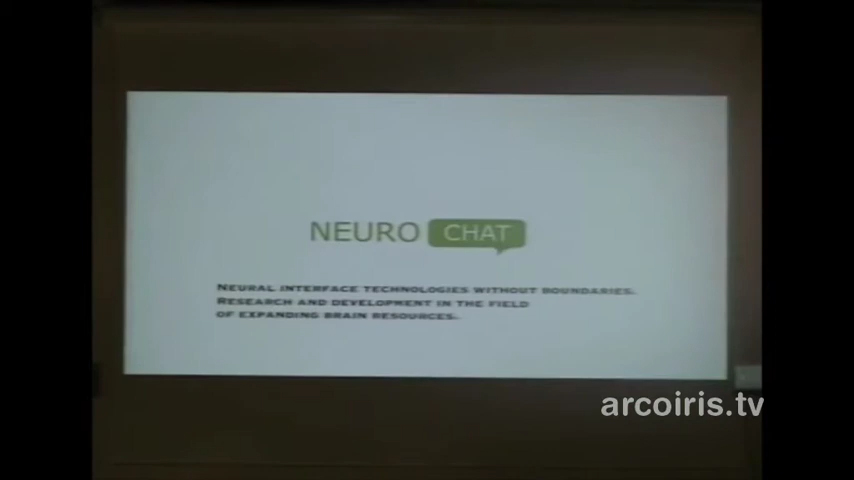 NEURO CHAT
NEURAL INTERFACE TECHNOLOGIES WITHOUT BOUNDARIES.
RESEARCH AND DEVELOPMENT IN THE FIELD
OF EXPANDING BRAIN RESOURCES.
arcoiris.tv